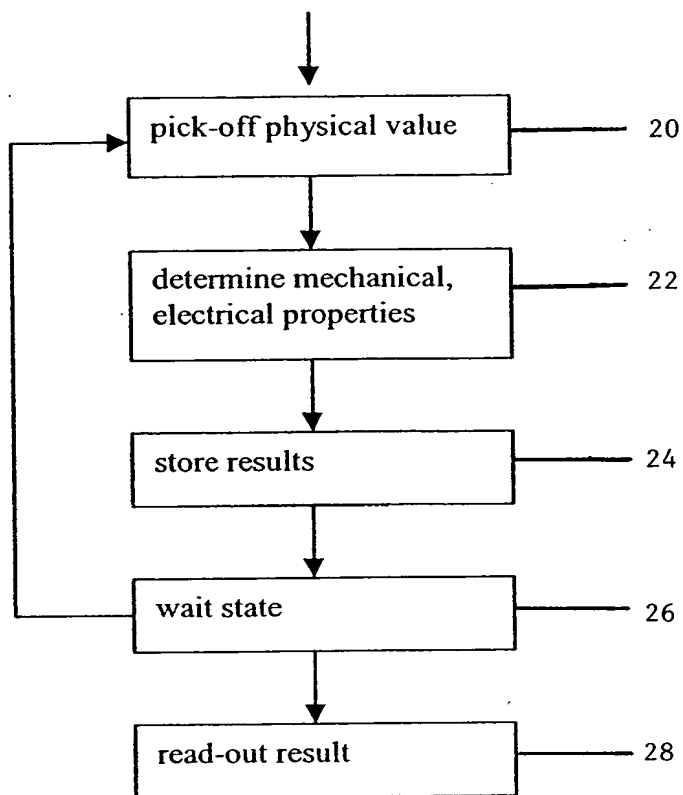 pick-off physical value
20
determine mechanical,
electrical properties
22
store results
24
wait state
26
read-out result
28